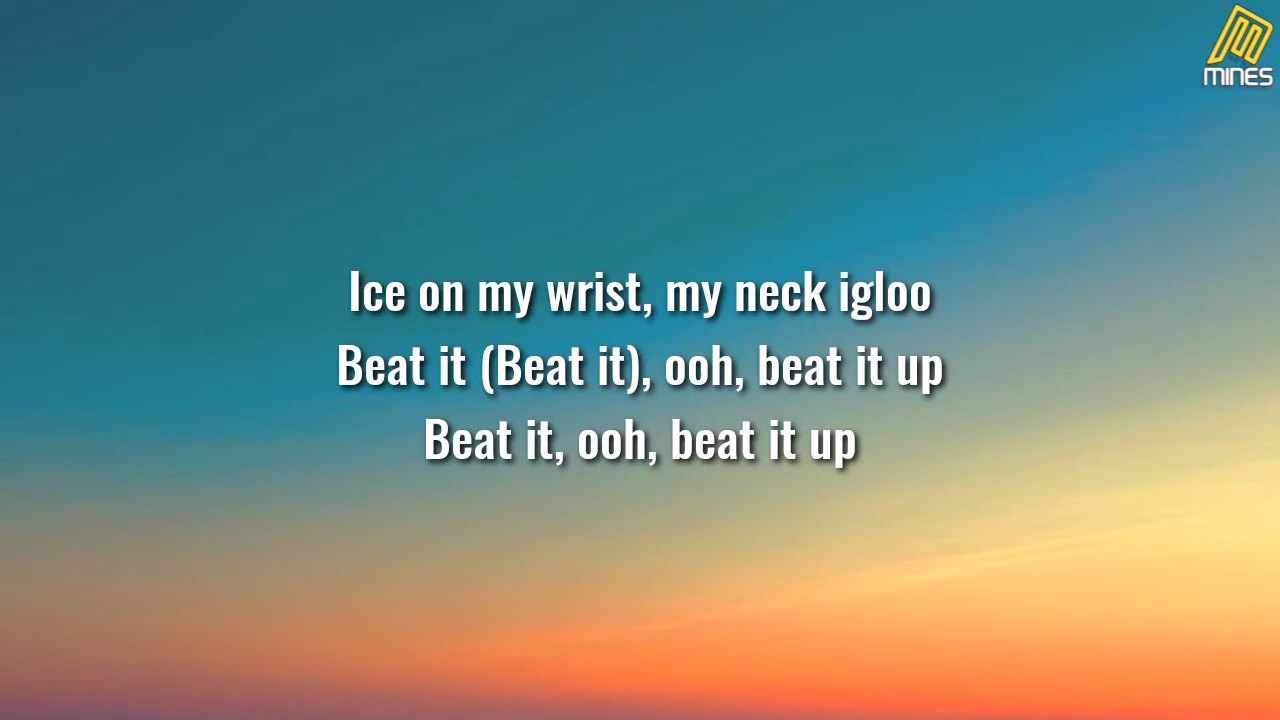 MINES
Ice on my wrist, my neck igloo
Beat it (Beat it), ooh, beat it up
Beat it, ooh, beat it up